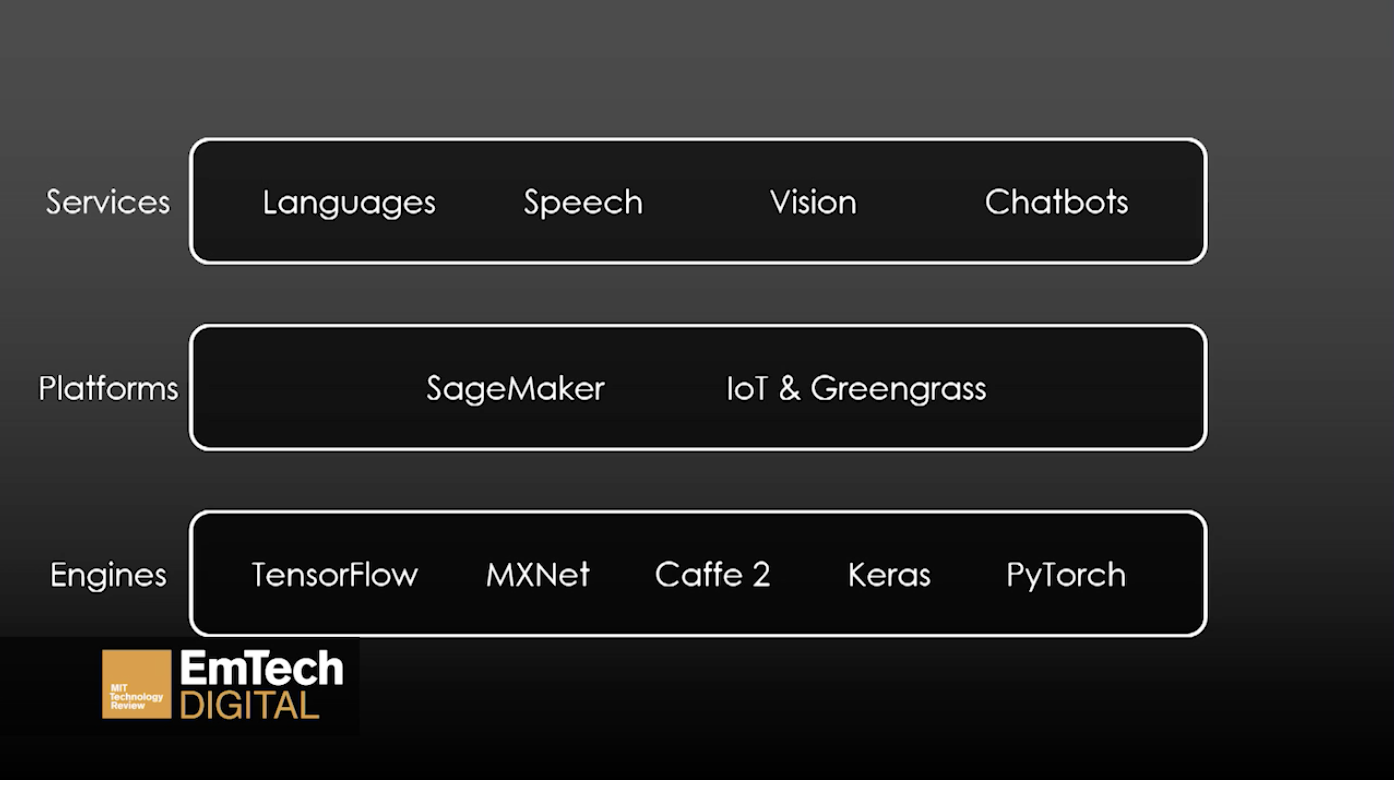 Services Languages Speech Vision Chatbots
Platforms SageMaker IoT & Greengrass
Engines TensorFlow MXNet Caffe 2 Keras PyTorch
MIT
Technology
Review
EmTech
DIGITAL